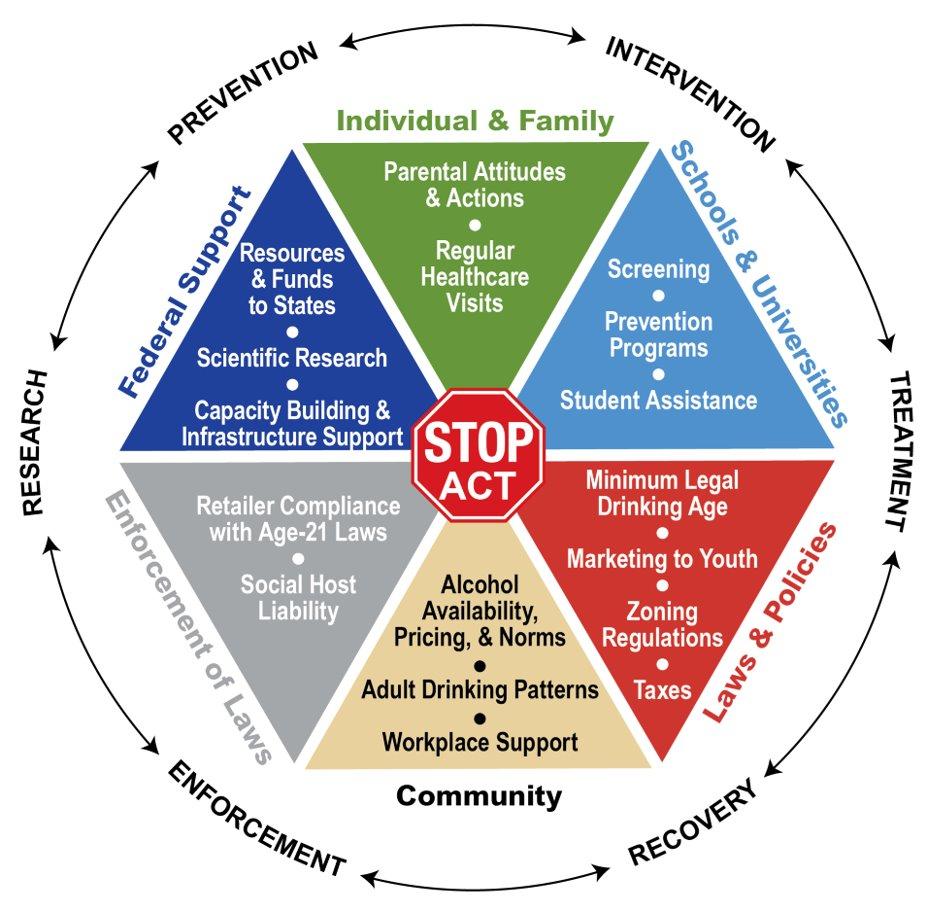 PREVENTION
INTERVENTION
TREATMENT
RECOVERY
ENFORCEMENT
RESEARCH
Individual & Family
Parental Attitudes
& Actions
Regular
Healthcare
Visits
Schools & Universities
Screening
Prevention
Programs
Student Assistance
Laws & Policies
Minimum Legal
Drinking Age
Marketing to Youth
Zoning
Regulations
Taxes
Community
Alcohol
Availability,
Pricing, & Norms
Adult Drinking Patterns
Workplace Support
Enforcement of Laws
Retailer Compliance
with Age-21 Laws
Social Host
Liability
Federal Support
Resources
& Funds
to States
Scientific Research
Capacity Building &
Infrastructure Support
STOP
ACT